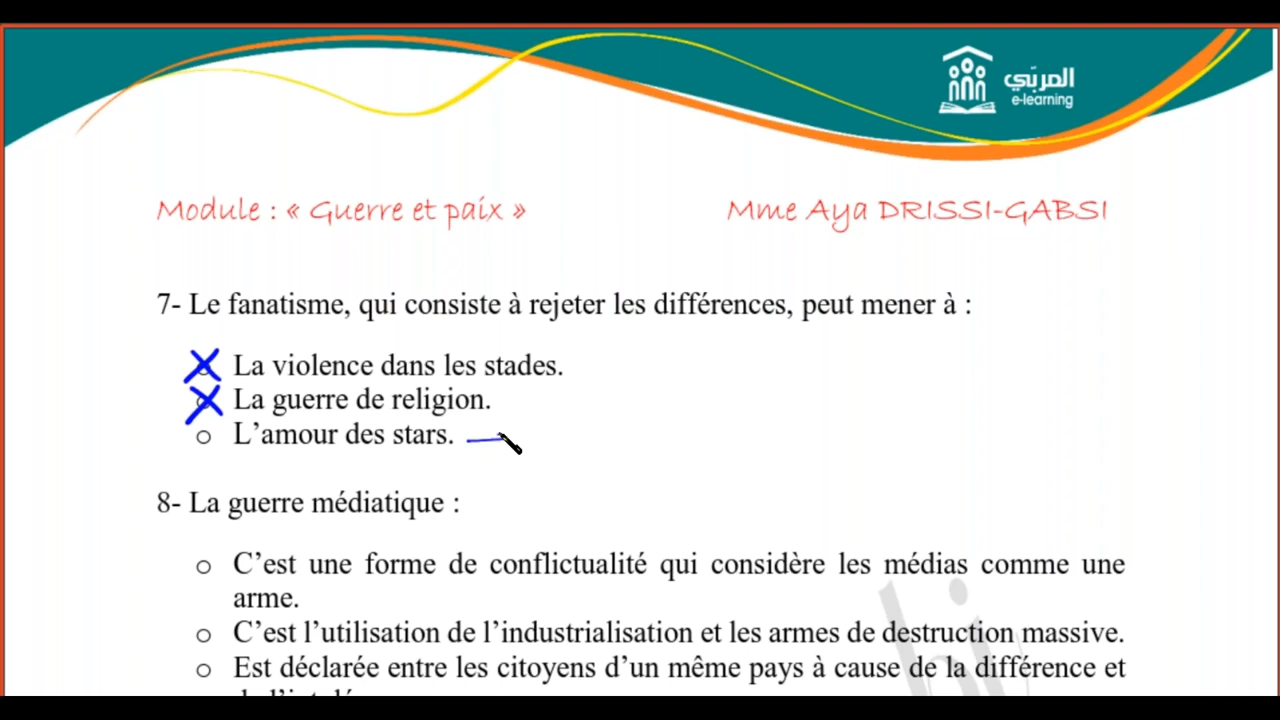 المربّي
e-learning
Module : « Guerre et paix »
Mme Aya DRISSI-GABSI
7- Le fanatisme, qui consiste à rejeter les différences, peut mener à :
La violence dans les stades.
La guerre de religion.
L’amour des stars.
8- La guerre médiatique :
C’est une forme de conflictualité qui considère les médias comme une
arme.
C’est l’utilisation de l’industrialisation et les armes de destruction massive.
Est déclarée entre les citoyens d’un même pays à cause de la différence et